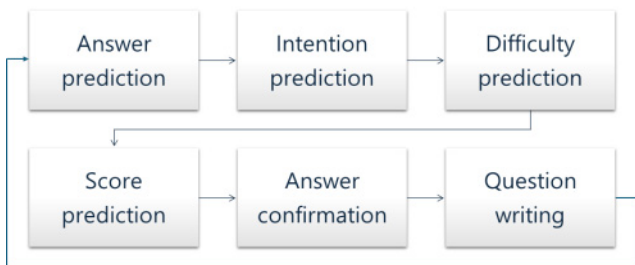 Answer
prediction
Intention
prediction
Difficulty
prediction
Score
prediction
Answer
confirmation
Question
writing